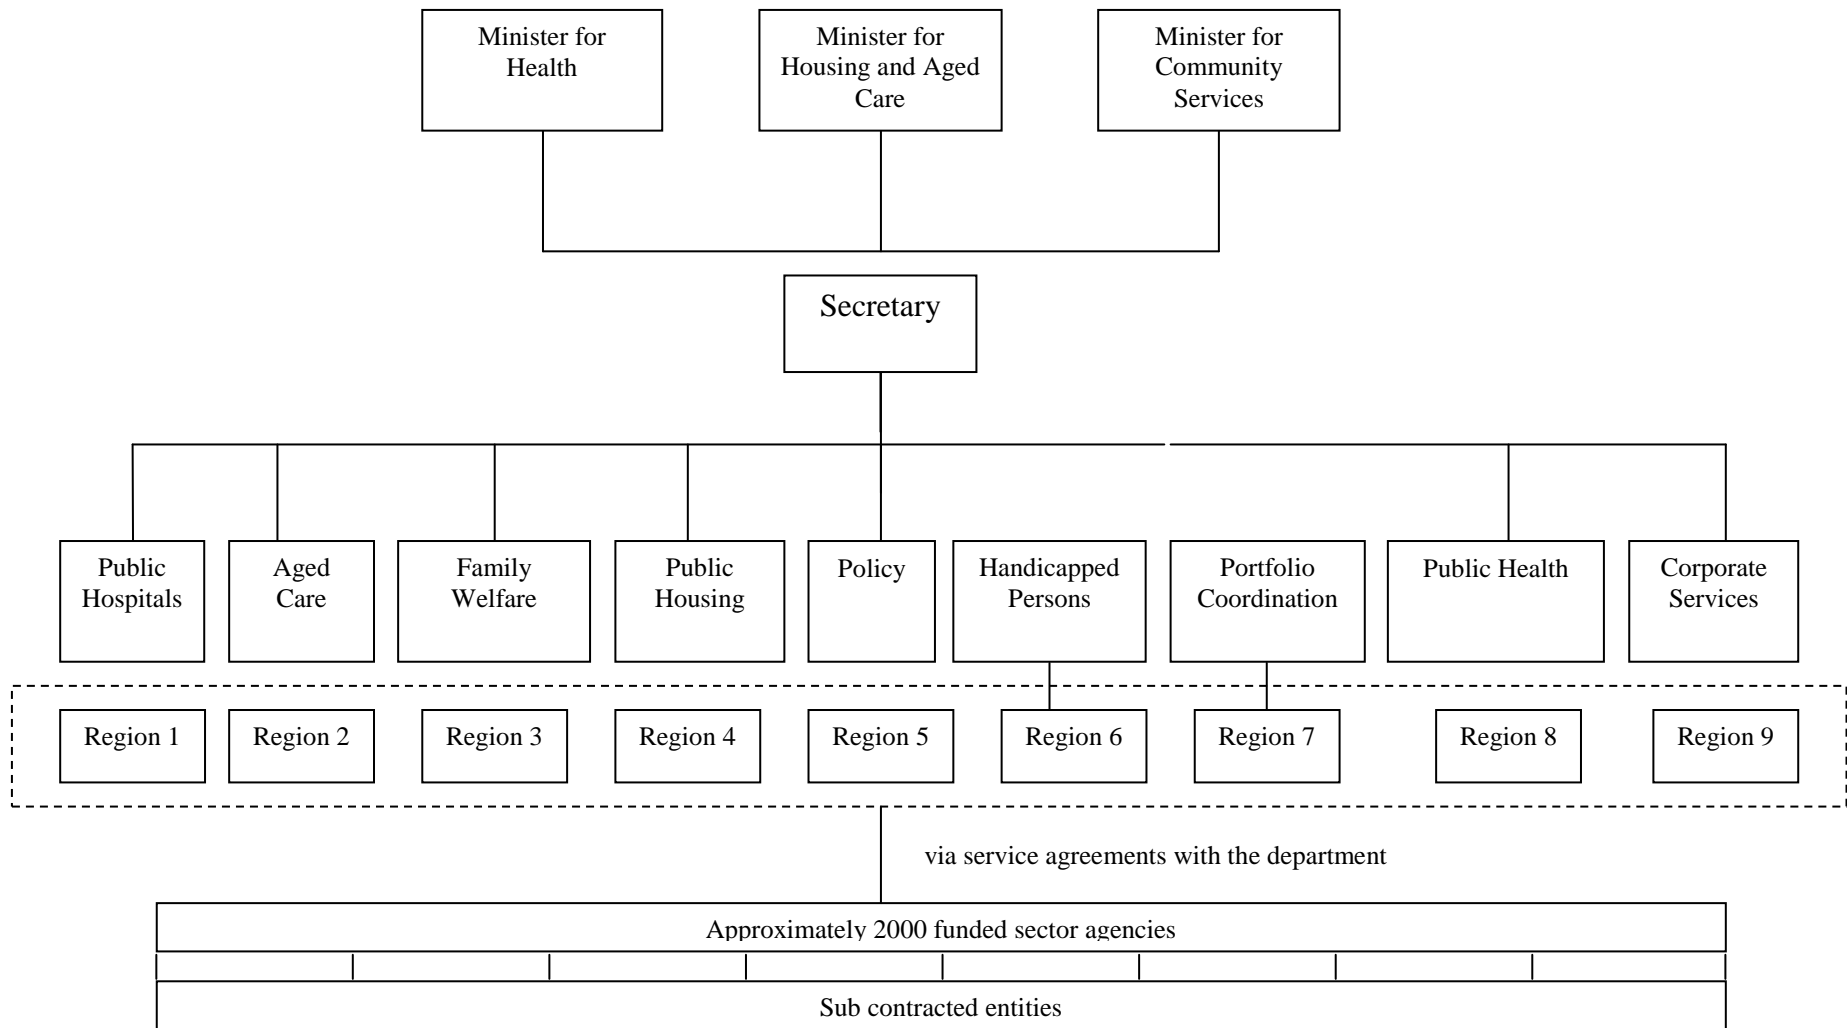 Minister for
Health
Minister for
Housing and Aged
Care
Minister for
Community
Services
Secretary
Public
Hospitals
Aged
Care
Family
Welfare
Public
Housing
Policy
Handicapped
Persons
Portfolio
Coordination
Public Health
Corporate
Services
Region 1
Region 2
Region 3
Region 4
Region 5
Region 6
Region 7
Region 8
Region 9
via service agreements with the department
Approximately 2000 funded sector agencies
Sub contracted entities